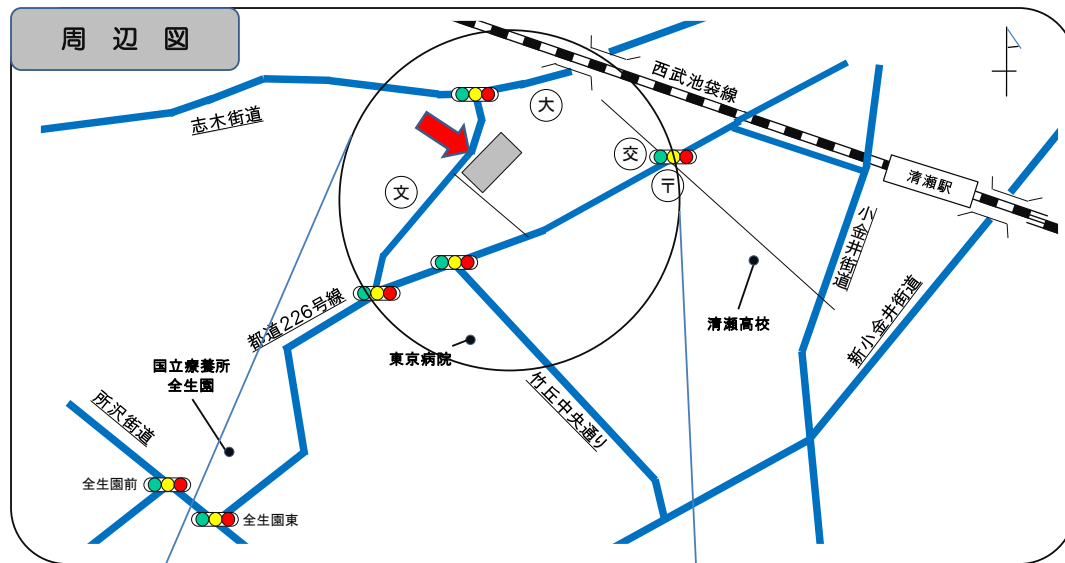 周辺図
西武池袋線
志木街道
大
交
〒
文
清瀬駅
小金井街道
新小金井街道
清瀬高校
都道226号線
東京病院
国立療養所
全生園
竹丘中央通り
所沢街道
全生園前
全生園東